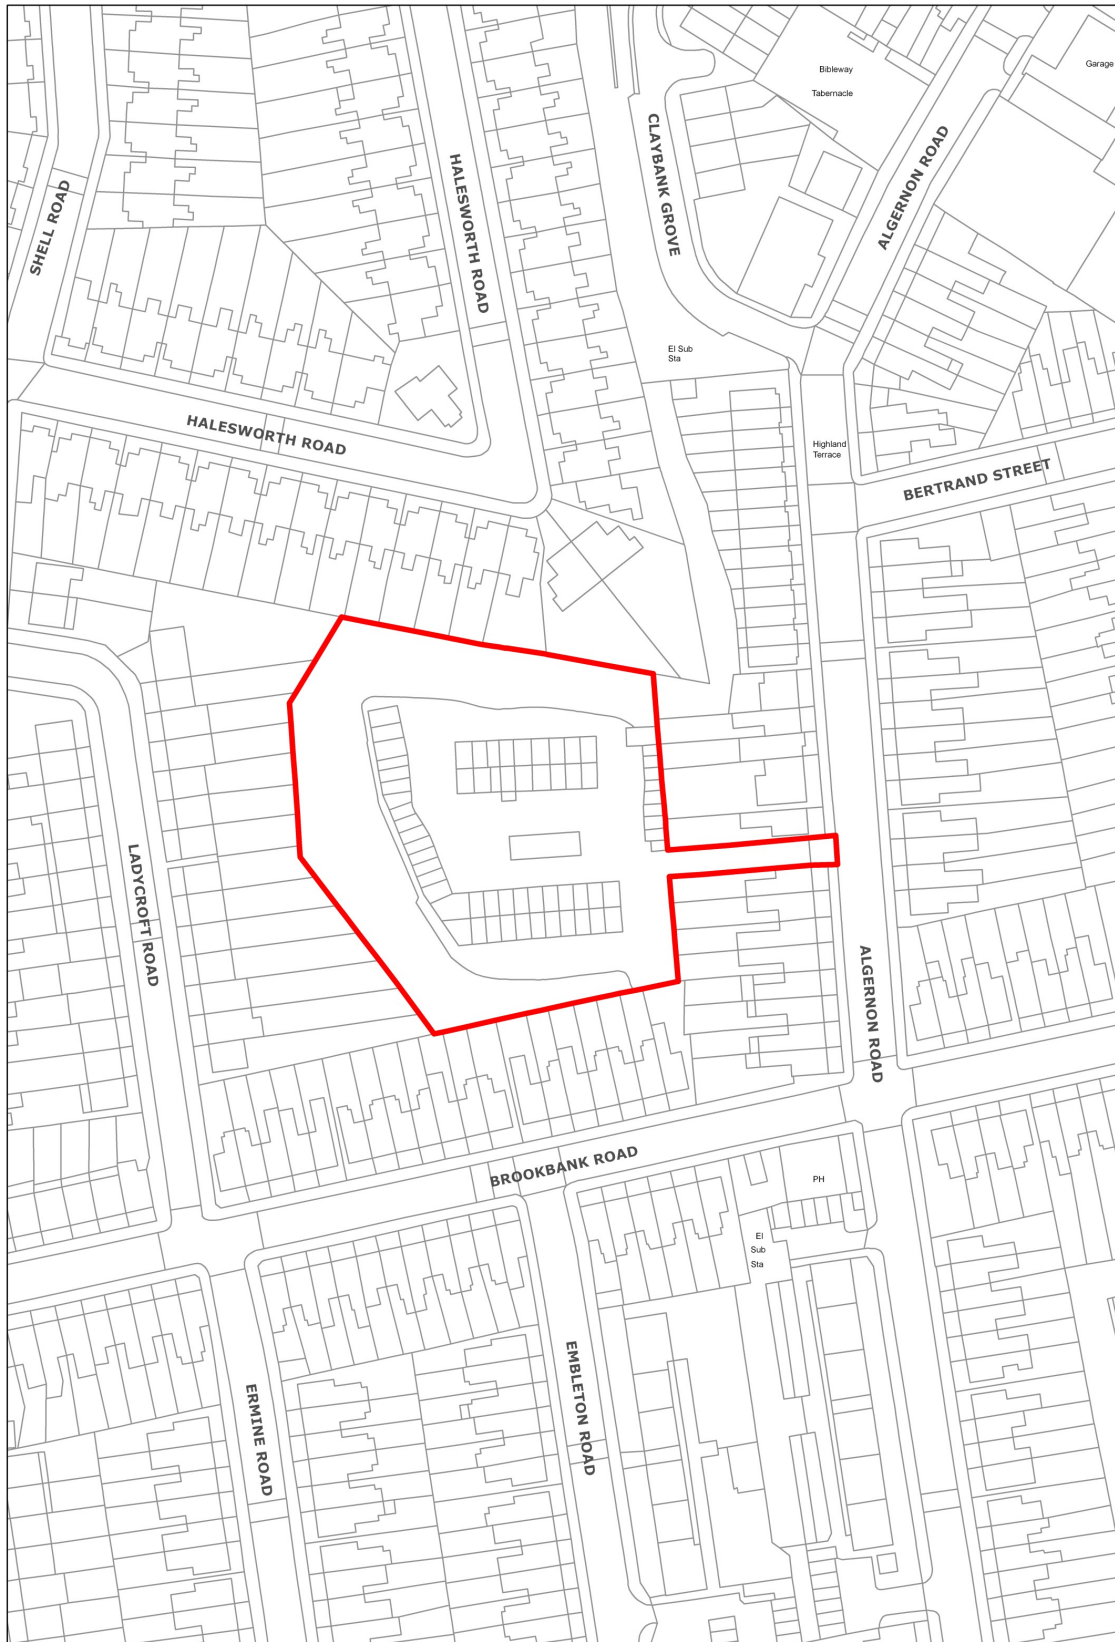 Bibleway
Tabernacle
Garage
CLAYBANK GROVE
ALGERNON ROAD
HALESWORTH ROAD
SHELL ROAD
El Sub
Sta
HALESWORTH ROAD
Highland
Terrace
BERTRAND STREET
LADYCROFT ROAD
ALGERNON ROAD
BROOKBANK ROAD
PH
El
Sub
Sta
EMBLETON ROAD
ERMINE ROAD